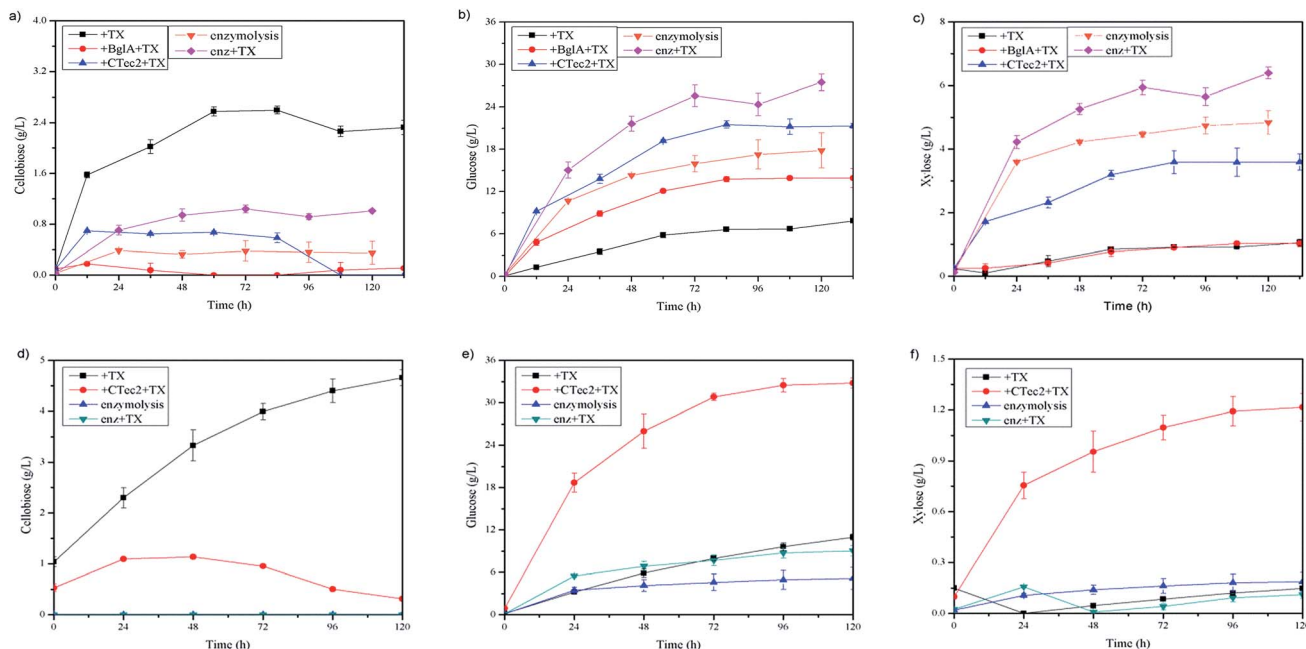 a)
+TX
+BglA+TX
+CTec2+TX
enzymolysis
enz+TX
Cellobiose (g/L)
4.0
3.2
2.4
1.6
0.8
0.0
0 24 48 72 96 120
Time (h)
b)
+TX
+BglA+TX
+CTec2+TX
enzymolysis
enz+TX
Glucose (g/L)
36
30
24
18
12
6
0
0 24 48 72 96 120
Time (h)
c)
+TX
+BglA+TX
+CTec2+TX
enzymolysis
enz+TX
Xylose (g/L)
8
6
4
2
0
0 24 48 72 96 120
Time (h)
d)
+TX
+CTec2+TX
enzymolysis
enz+TX
Cellobiose (g/L)
5
4
3
2
1
0
0 24 48 72 96 120
Time (h)
e)
+TX
+CTec2+TX
enzymolysis
enz+TX
Glucose (g/L)
36
30
24
18
12
6
0
0 24 48 72 96 120
Time (h)
f)
+TX
+CTec2+TX
enzymolysis
enz+TX
Xylose (g/L)
1.5
1.2
0.9
0.6
0.3
0.0
0 24 48 72 96 120
Time (h)